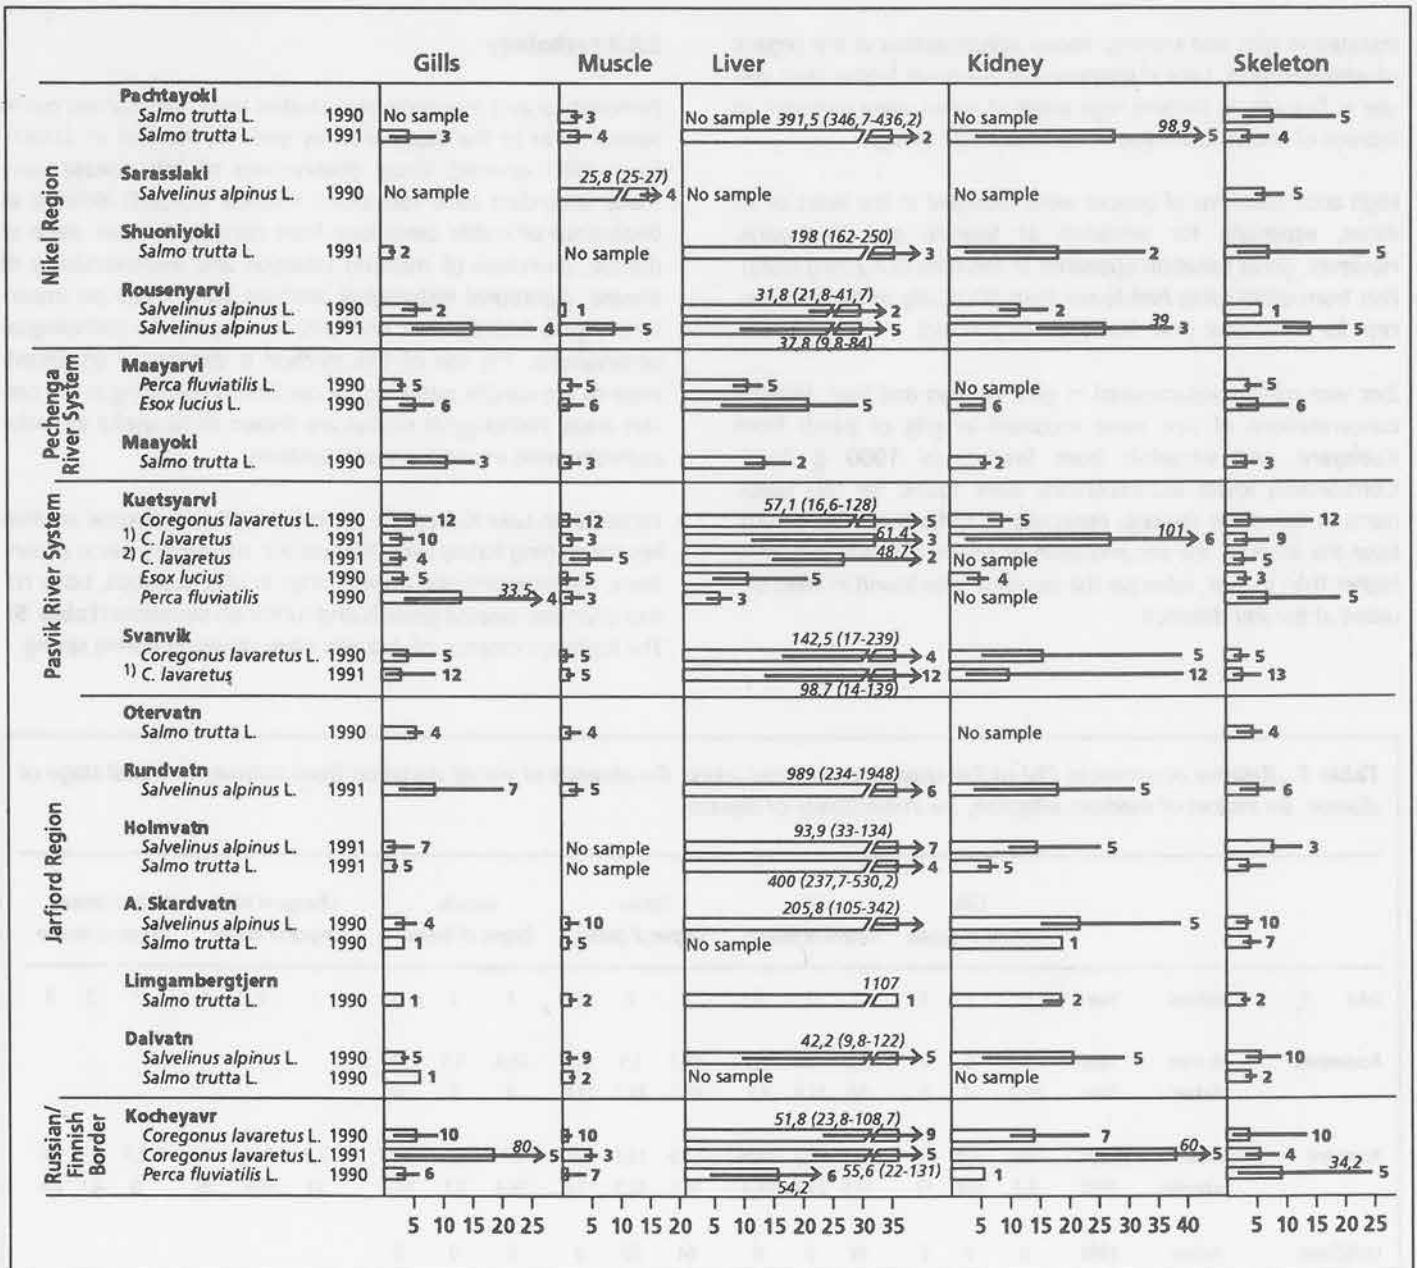 Gills Muscle Liver Kidney Skeleton
Nikel Region
Pachtayoki
Salmo trutta L. 1990 No sample 3 No sample No sample 5
Salmo trutta L. 1991 3 4 391,5 (346,7-436,2) 2 98,9 5 4
Sarasslaki
Salvelinus alpinus L. 1990 No sample 25,8 (25-27) 4 No sample No sample 5
Shuoniyoki
Salmo trutta L. 1991 2 No sample 198 (162-250) 3 2 5
Rousenyarvi
Salvelinus alpinus L. 1990 2 1 31,8 (21,8-41,7) 2 2 1
Salvelinus alpinus L. 1991 4 5 37,8 (9,8-84) 5 39 3 5
Pechenga River System
Maayarvi
Perca fluviatilis L. 1990 5 5 5 No sample 5
Esox lucius L. 1990 6 6 5 6 6
Maayoki
Salmo trutta L. 1990 3 3 2 2 3
Pasvik River System
Kuetsyarvi
Coregonus lavaretus L. 1990 12 12 57,1 (16,6-128) 5 5 12
1) C. lavaretus 1991 10 3 61,4 3 101 6 9
2) C. lavaretus 1991 4 5 48,7 2 No sample 5
Esox lucius 1990 3 3 5 4 3
Perca fluviatilis 1990 33,5 4 3 3 No sample 5
Svanvik
Coregonus lavaretus L. 1990 5 5 142,5 (17-239) 4 5 5
1) C. lavaretus 1991 12 5 98,7 (14-139) 12 12 13
Jarfjord Region
Otervatn
Salmo trutta L. 1990 4 4 No sample 4
Rundvatn
Salvelinus alpinus L. 1991 7 5 989 (234-1948) 6 5 6
Holmvatn
Salvelinus alpinus L. 1991 7 No sample 93,9 (33-134) 7 5 3
Salmo trutta L. 1991 5 No sample 400 (237,7-530,2) 4 5
A. Skardvatn
Salvelinus alpinus L. 1990 4 10 205,8 (105-342) 5 10
Salmo trutta L. 1990 1 5 No sample 1 7
Limgambergtjern
Salmo trutta L. 1990 1 2 1107 1 2 2
Dalvatn
Salvelinus alpinus L. 1990 5 9 42,2 (9,8-122) 5 5 10
Salmo trutta L. 1990 1 2 No sample No sample 2
Russian/ Finnish Border
Kocheyavr
Coregonus lavaretus L. 1990 10 10 51,8 (23,8-108,7) 9 7 10
Coregonus lavaretus L. 1991 80 5 3 55,6 (22-131) 5 60 5 4
Perca fluviatilis L. 1990 6 7 54,2 6 1 34,2 5
5 10 15 20 25 5 10 15 20 5 10 15 20 25 30 35 5 10 15 20 25 30 35 40 5 10 15 20 25